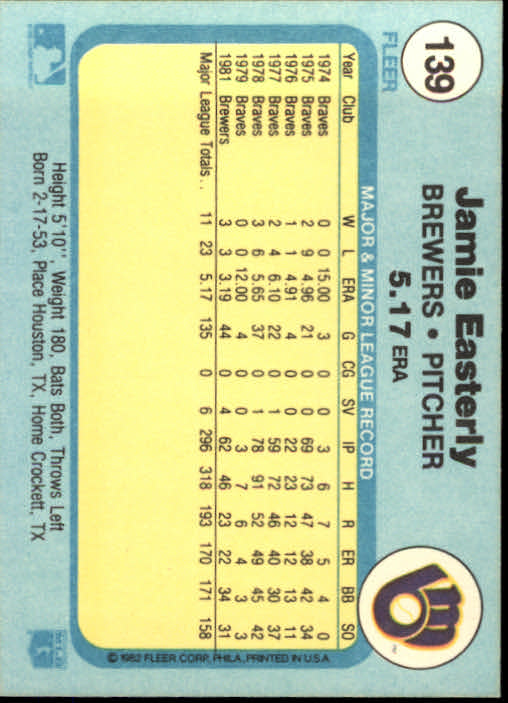 139
FLEER
Jamie Easterly
BREWERS • PITCHER
5.17 ERA
MAJOR & MINOR LEAGUE RECORD
Year Club W L ERA G CG SV IP H R ER BB SO
1974 Braves 0 0 15.00 3 0 0 3 6 7 5 4 0
1975 Braves 2 9 4.96 21 0 0 69 73 47 38 42 34
1976 Braves 1 1 4.91 4 0 0 22 23 12 12 13 11
1977 Braves 2 4 6.10 22 0 1 59 72 46 40 30 37
1978 Braves 3 6 5.65 37 0 1 78 91 52 49 45 42
1979 Braves 0 0 12.00 4 0 0 3 7 6 4 3 3
1981 Brewers 3 3 3.19 44 0 4 62 46 23 22 34 31
Major League Totals.. 11 23 5.17 135 0 6 296 318 193 170 171 158
© 1982 FLEER CORP., PHILA., PRINTED IN U.S.A.
Height 5'10", Weight 180, Bats Both, Throws Left
Born 2-17-53, Place Houston, TX, Home Crockett, TX